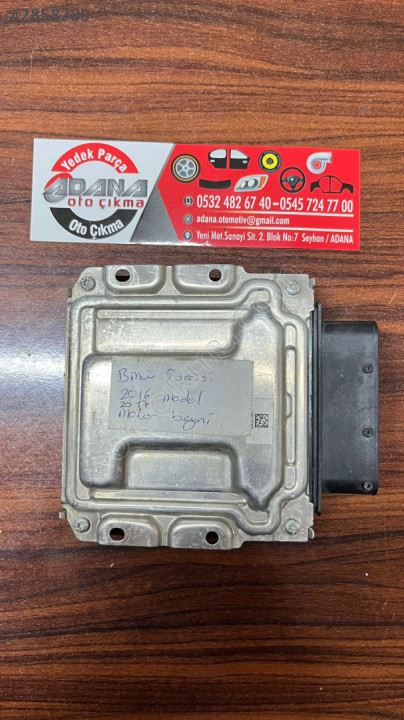 Yedek Parça
ADANA
oto çıkma
Oto Çıkma
0532 482 67 40-0545 724 77 00
adana.otomotiv@gmail.com
Yeni Met.Sanayi Sit. 2. Blok No:7 Seyhan / ADANA
Bmw 5 serisi
2016 model
2017
Motor beyni